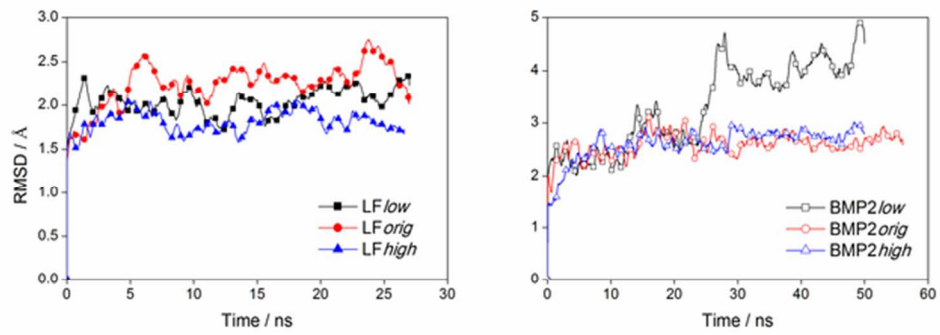 RMSD / Å
3.0
2.5
2.0
1.5
1.0
0.5
0.0
0 5 10 15 20 25 30
Time / ns
LFlow
LForig
LFhigh
5
4
3
2
1
0
0 10 20 30 40 50 60
Time / ns
BMP2low
BMP2orig
BMP2high